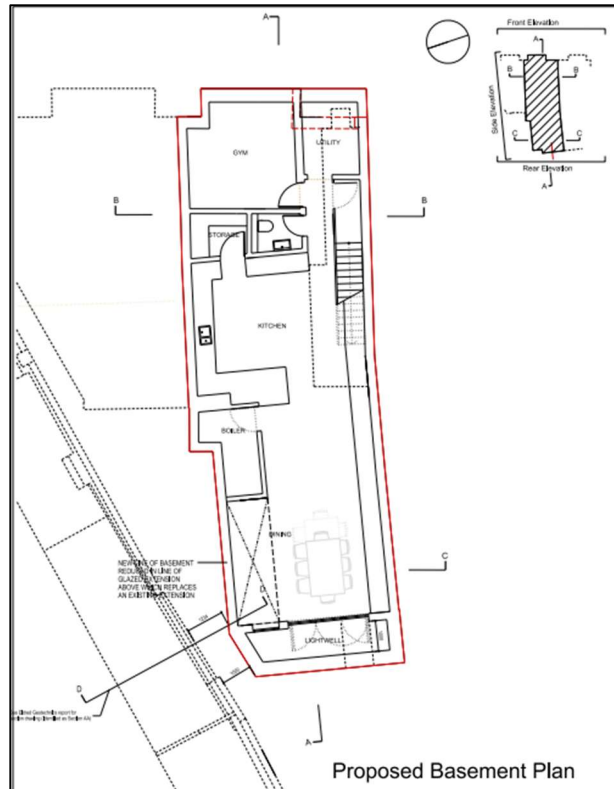 A
Front Elevation
A
B
B
Side Elevation
C
C
Rear Elevation
A
GYM
UTILITY
B
B
STORAGE
KITCHEN
BOILER
DINING
NEW LINE OF BASEMENT
REDUCED IN LINE OF
GLAZED EXTENSION
ABOVE WHICH REPLACES
AN EXISTING EXTENSION
C
D
LIGHTWELL
D
A
Proposed Basement Plan